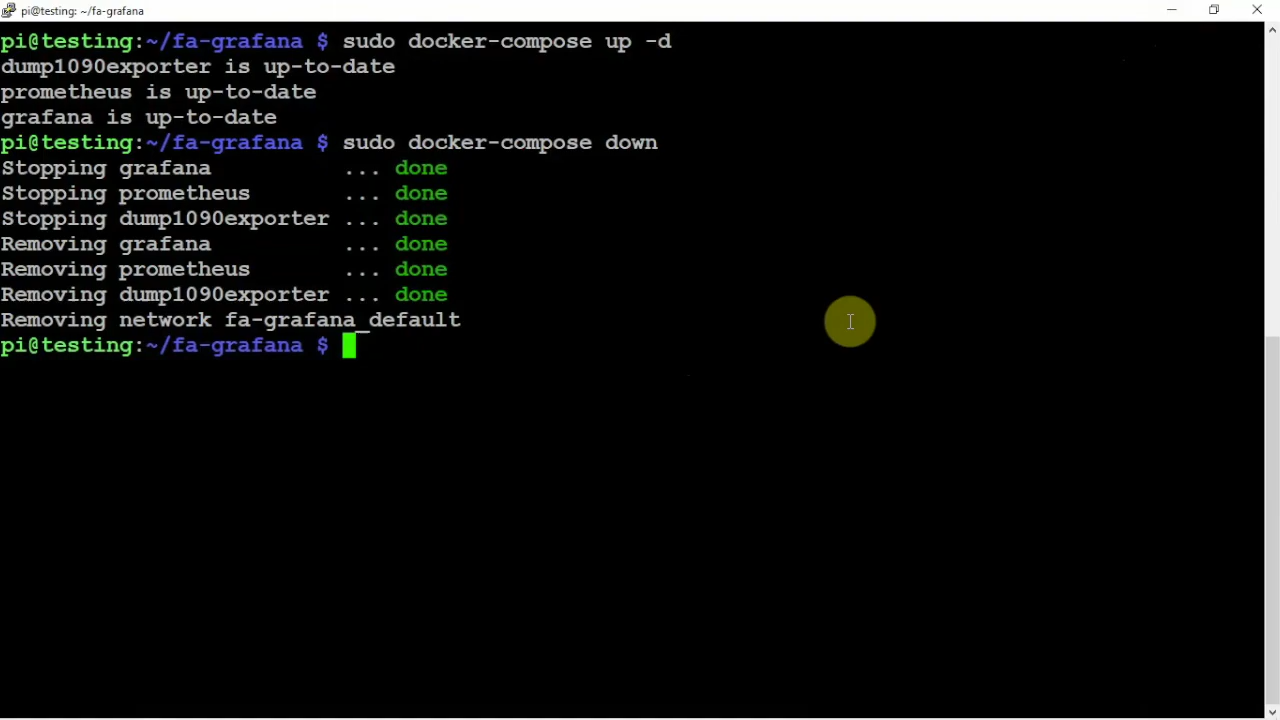 pi@testing: ~/fa-grafana
pi@testing:~/fa-grafana $ sudo docker-compose up -d
dump1090exporter is up-to-date
prometheus is up-to-date
grafana is up-to-date
pi@testing:~/fa-grafana $ sudo docker-compose down
Stopping grafana          ... done
Stopping prometheus       ... done
Stopping dump1090exporter ... done
Removing grafana          ... done
Removing prometheus       ... done
Removing dump1090exporter ... done
Removing network fa-grafana_default
pi@testing:~/fa-grafana $